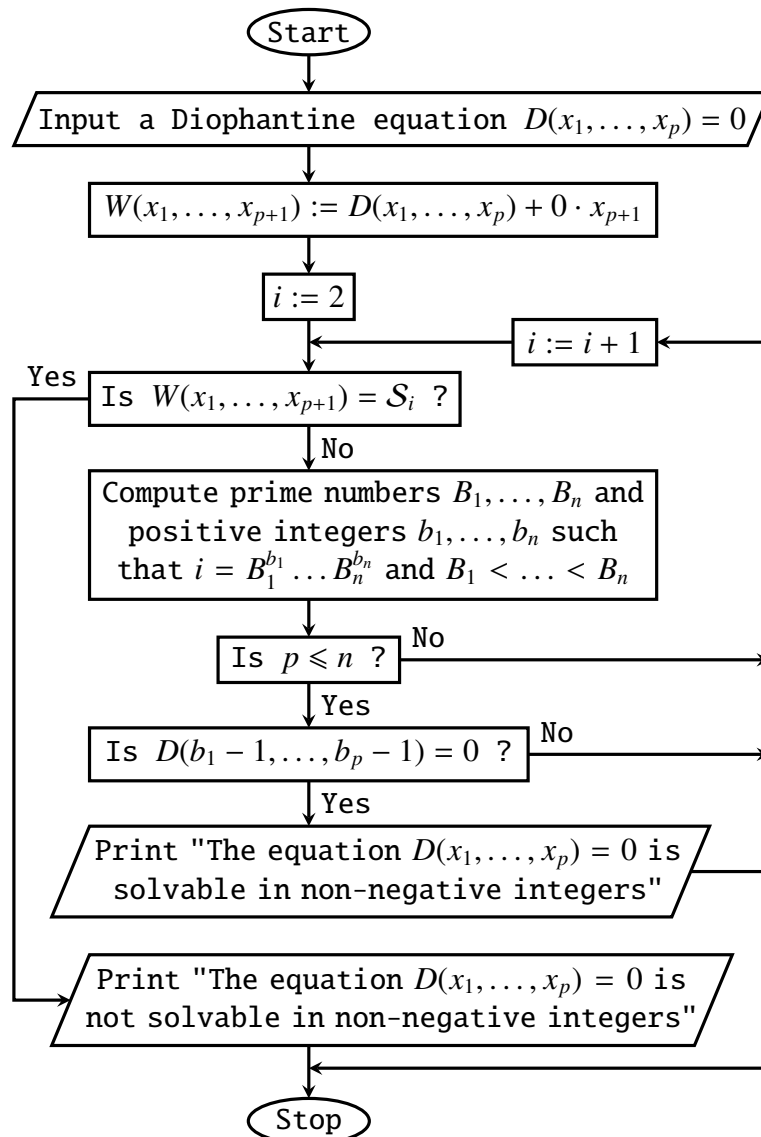 Start
Input a Diophantine equation D(x₁,…,xₚ) = 0
W(x₁,…,xₚ₊₁) := D(x₁,…,xₚ) + 0 · xₚ₊₁
i := 2
i := i + 1
Yes
Is W(x₁,…,xₚ₊₁) = 𝒮ᵢ ?
No
Compute prime numbers B₁,…,Bₙ and
positive integers b₁,…,bₙ such
that i = B₁^{b₁} … Bₙ^{bₙ} and B₁ < … < Bₙ
Is p ⩽ n ?
No
Yes
Is D(b₁ − 1,…,bₚ − 1) = 0 ?
No
Yes
Print "The equation D(x₁,…,xₚ) = 0 is
solvable in non-negative integers"
Print "The equation D(x₁,…,xₚ) = 0 is
not solvable in non-negative integers"
Stop